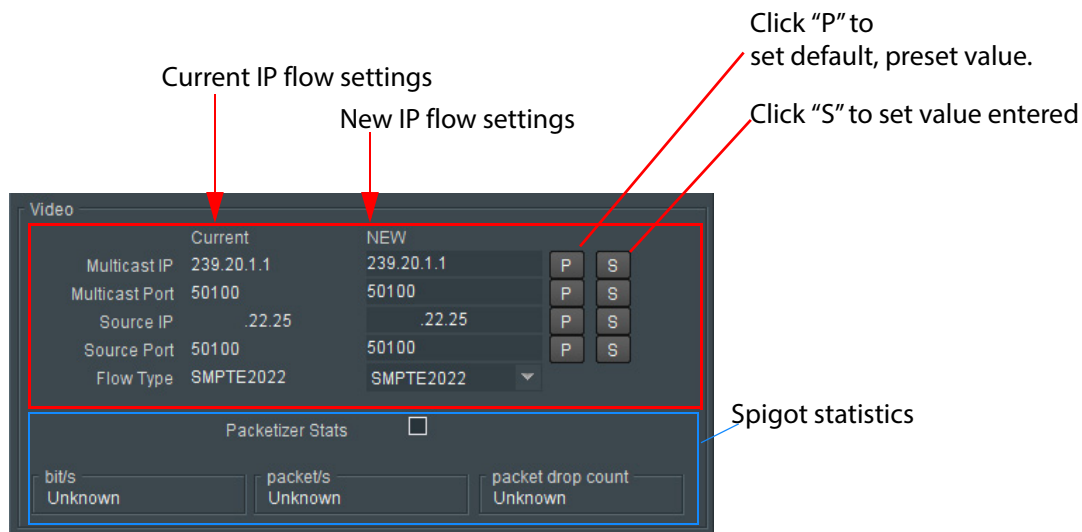 Click “P” to
set default, preset value.
Current IP flow settings
New IP flow settings
Click “S” to set value entered
Video
Current NEW
Multicast IP 239.20.1.1 239.20.1.1 P S
Multicast Port 50100 50100 P S
Source IP .22.25 .22.25 P S
Source Port 50100 50100 P S
Flow Type SMPTE2022 SMPTE2022
Spigot statistics
Packetizer Stats
bit/s packet/s packet drop count
Unknown Unknown Unknown